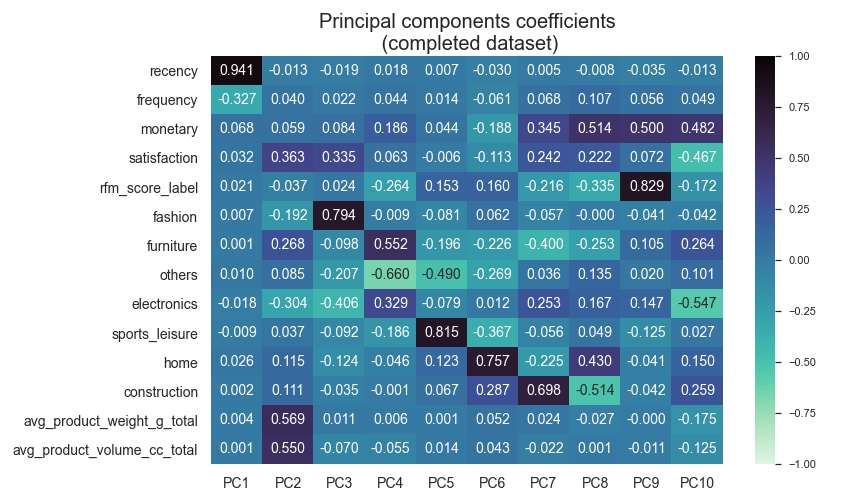 Principal components coefficients
(completed dataset)
recency 0.941 -0.013 -0.019 0.018 0.007 -0.030 0.005 -0.008 -0.035 -0.013
frequency -0.327 0.040 0.022 0.044 0.014 -0.061 0.068 0.107 0.056 0.049
monetary 0.068 0.059 0.084 0.186 0.044 -0.188 0.345 0.514 0.500 0.482
satisfaction 0.032 0.363 0.335 0.063 -0.006 -0.113 0.242 0.222 0.072 -0.467
rfm_score_label 0.021 -0.037 0.024 -0.264 0.153 0.160 -0.216 -0.335 0.829 -0.172
fashion 0.007 -0.192 0.794 -0.009 -0.081 0.062 -0.057 -0.000 -0.041 -0.042
furniture 0.001 0.268 -0.098 0.552 -0.196 -0.226 -0.400 -0.253 0.105 0.264
others 0.010 0.085 -0.207 -0.660 -0.490 -0.269 0.036 0.135 0.020 0.101
electronics -0.018 -0.304 -0.406 0.329 -0.079 0.012 0.253 0.167 0.147 -0.547
sports_leisure -0.009 0.037 -0.092 -0.186 0.815 -0.367 -0.056 0.049 -0.125 0.027
home 0.026 0.115 -0.124 -0.046 0.123 0.757 -0.225 0.430 -0.041 0.150
construction 0.002 0.111 -0.035 -0.001 0.067 0.287 0.698 -0.514 -0.042 0.259
avg_product_weight_g_total 0.004 0.569 0.011 0.006 0.001 0.052 0.024 -0.027 -0.000 -0.175
avg_product_volume_cc_total 0.001 0.550 -0.070 -0.055 0.014 0.043 -0.022 0.001 -0.011 -0.125
PC1 PC2 PC3 PC4 PC5 PC6 PC7 PC8 PC9 PC10
1.00
0.75
0.50
0.25
0.00
−0.25
−0.50
−0.75
−1.00